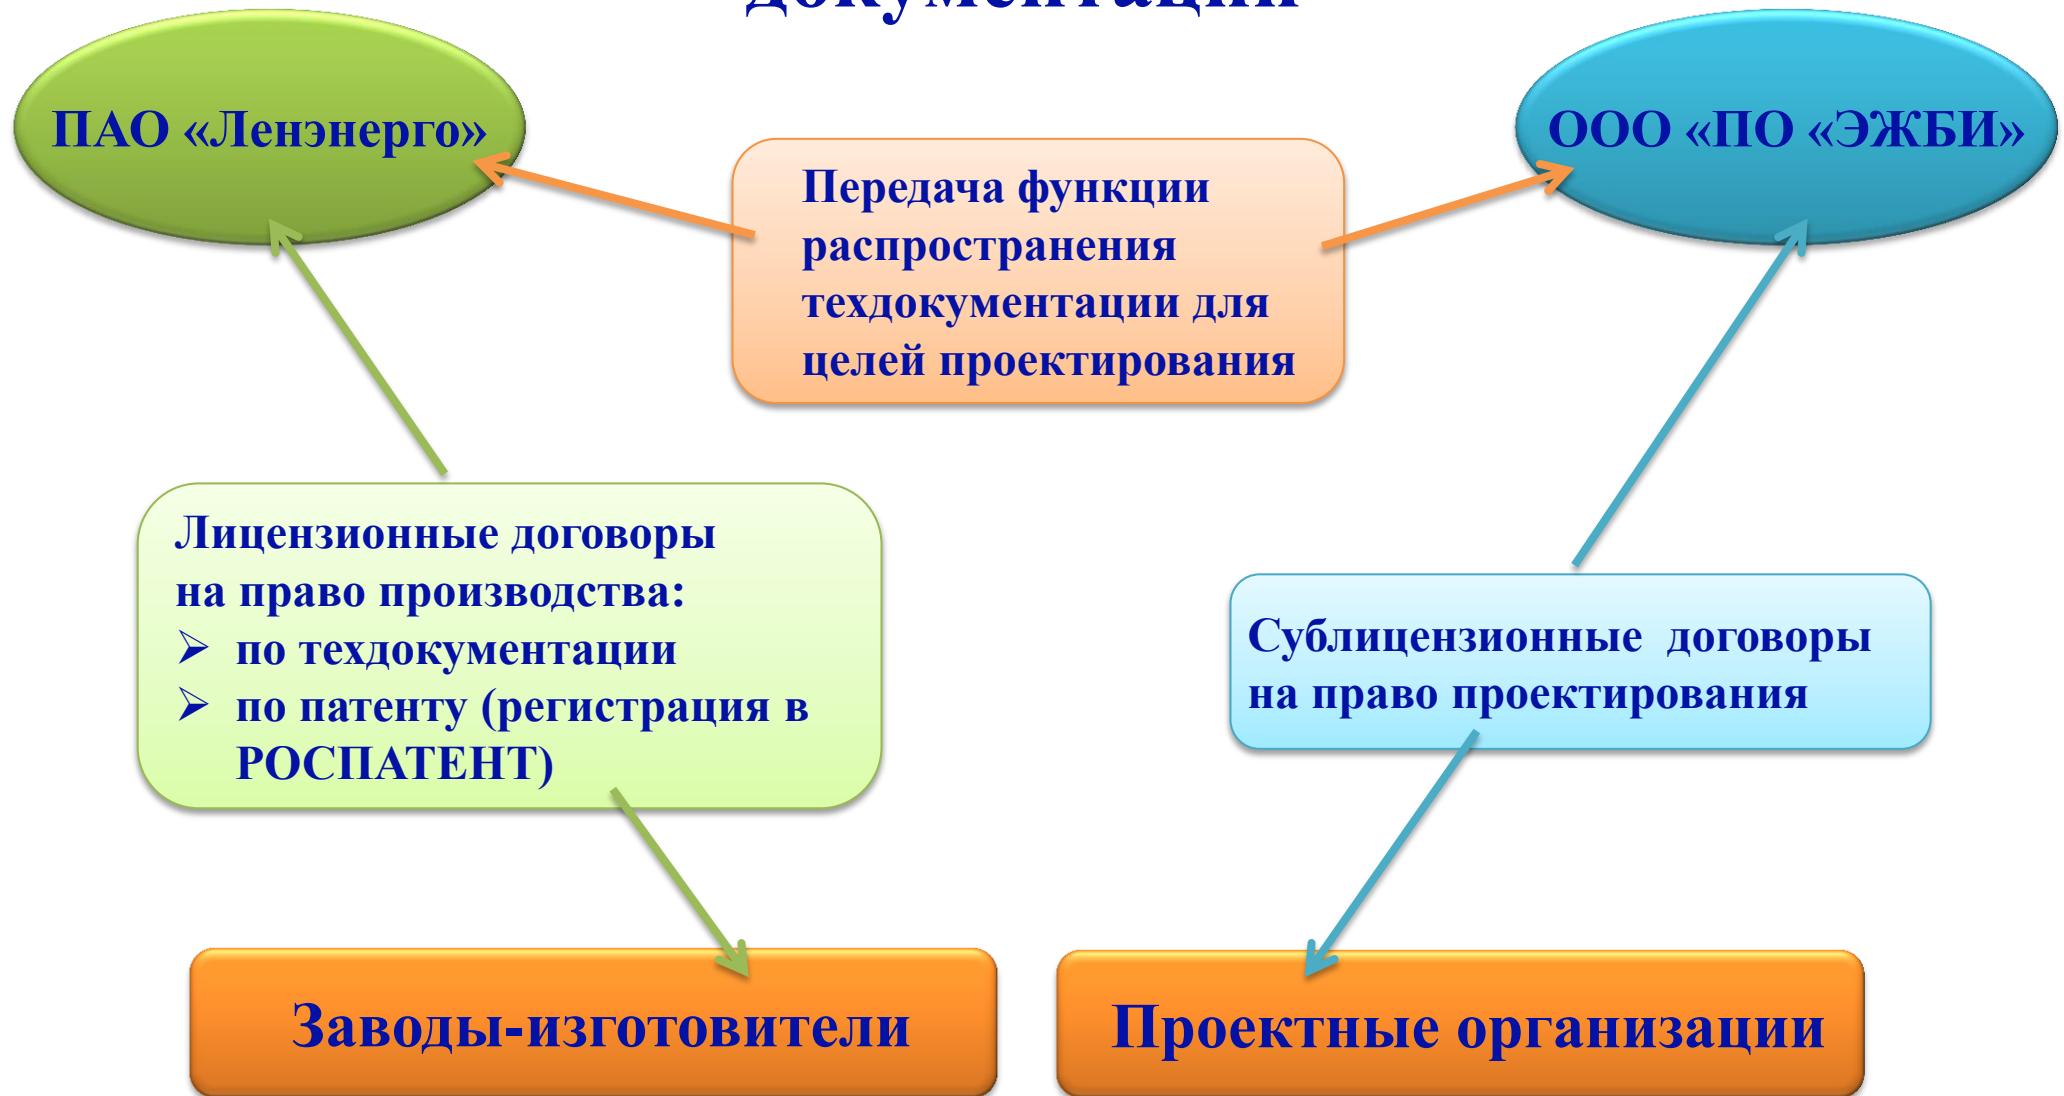 документации
ПАО «Ленэнерго»
ООО «ПО «ЭЖБИ»
Передача функции
распространения
техдокументации для
целей проектирования
Лицензионные договоры
на право производства:
➢ по техдокументации
➢ по патенту (регистрация в
РОСПАТЕНТ)
Сублицензионные договоры
на право проектирования
Заводы-изготовители
Проектные организации